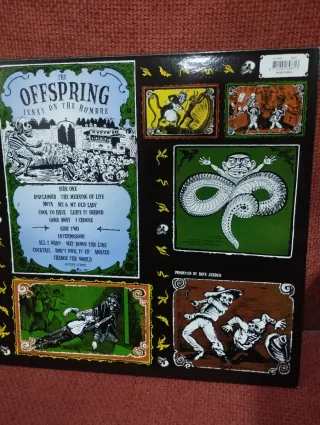 THE
OFFSPRING
IXNAY ON THE HOMBRE
SIDE ONE
DISCLAIMER THE MEANING OF LIFE
MOTA ME & MY OLD LADY
COOL TO HATE LEAVE IT BEHIND
GONE AWAY I CHOOSE
SIDE TWO
INTERMISSION
ALL I WANT WAY DOWN THE LINE
COCKTAIL DON'T PICK IT UP AMAZED
CHANGE THE WORLD
PRODUCED BY DAVE JERDEN